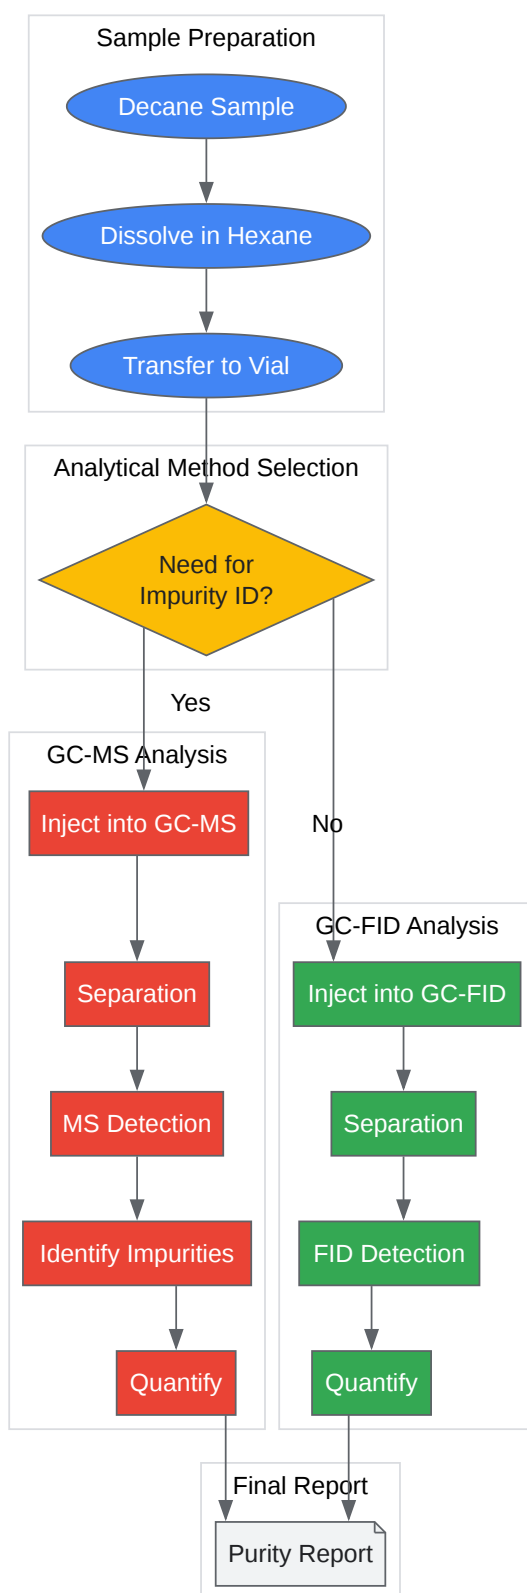 Sample Preparation
Decane Sample
Dissolve in Hexane
Transfer to Vial
Analytical Method Selection
Need for
Impurity ID?
Yes
GC-MS Analysis
Inject into GC-MS
Separation
MS Detection
Identify Impurities
Quantify
No
GC-FID Analysis
Inject into GC-FID
Separation
FID Detection
Quantify
Final Report
Purity Report